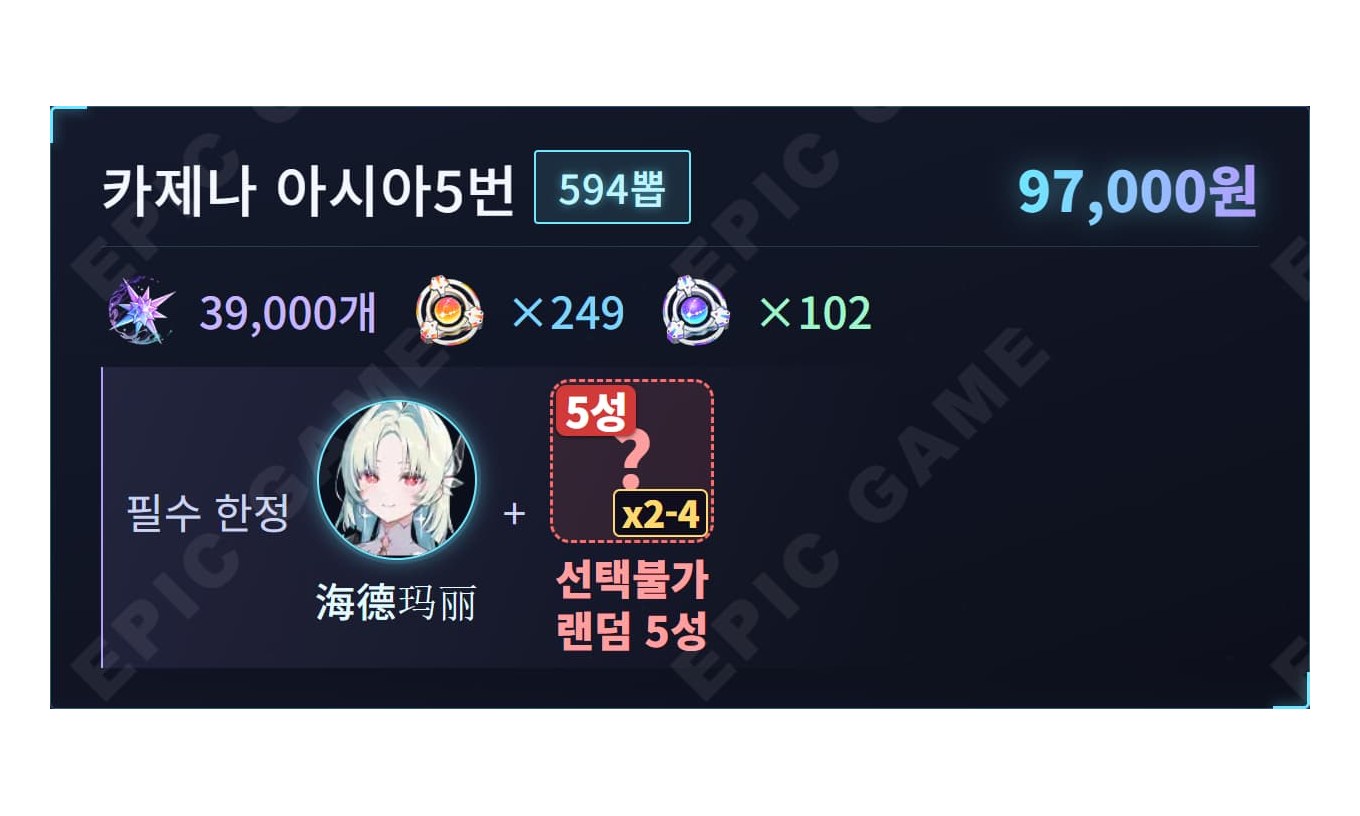 카제나 아시아5번 594뽑 97,000원
39,000개 ×249 ×102
5성
?
x2-4
필수 한정 +
海德玛丽
선택불가
랜덤 5성
EPIC GAME
EPIC GAME